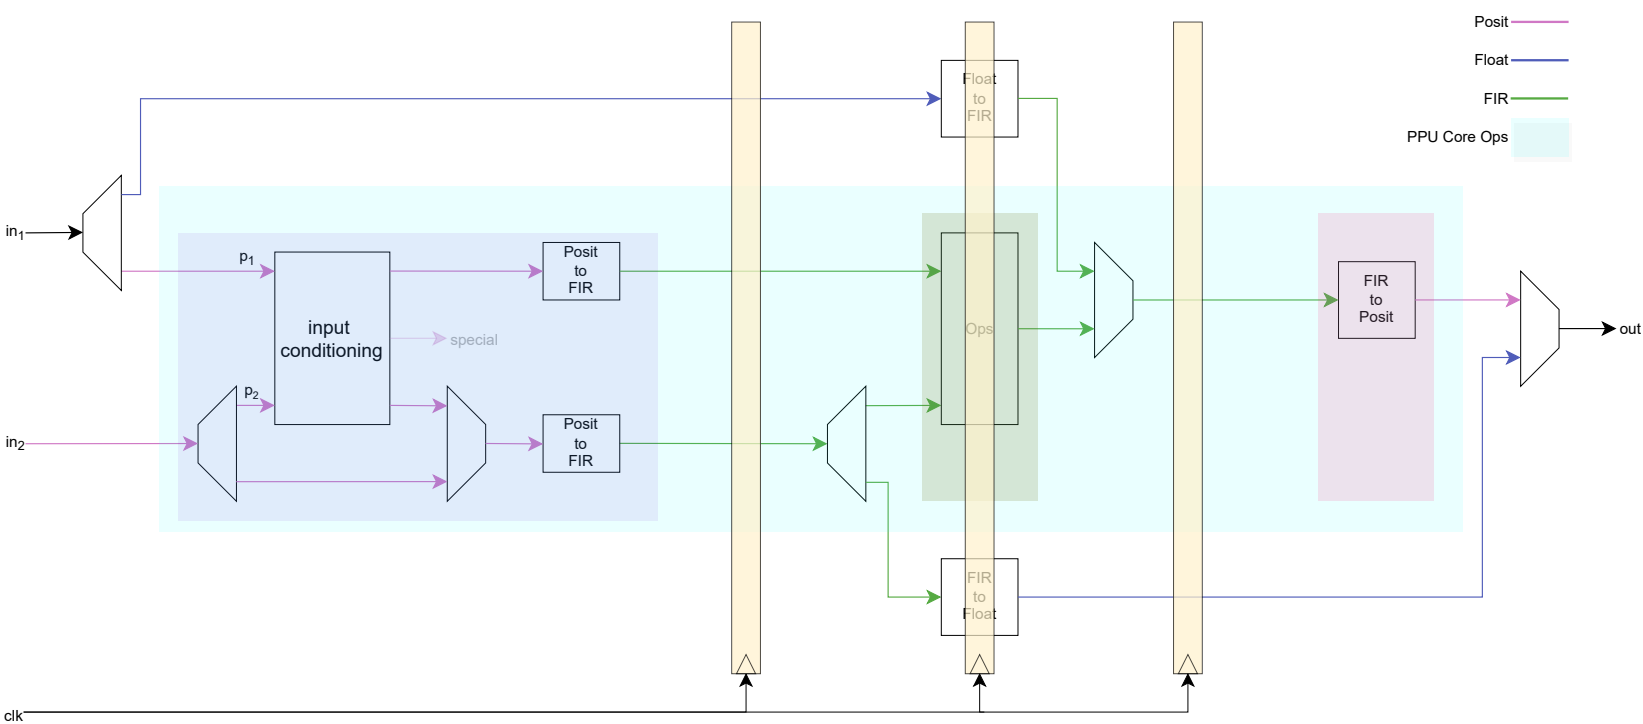 Posit
Float
FIR
PPU Core Ops
Float
to
FIR
in1
p1
Posit
to
FIR
input
conditioning
special
Ops
FIR
to
Posit
out
p2
in2
Posit
to
FIR
FIR
to
Float
clk